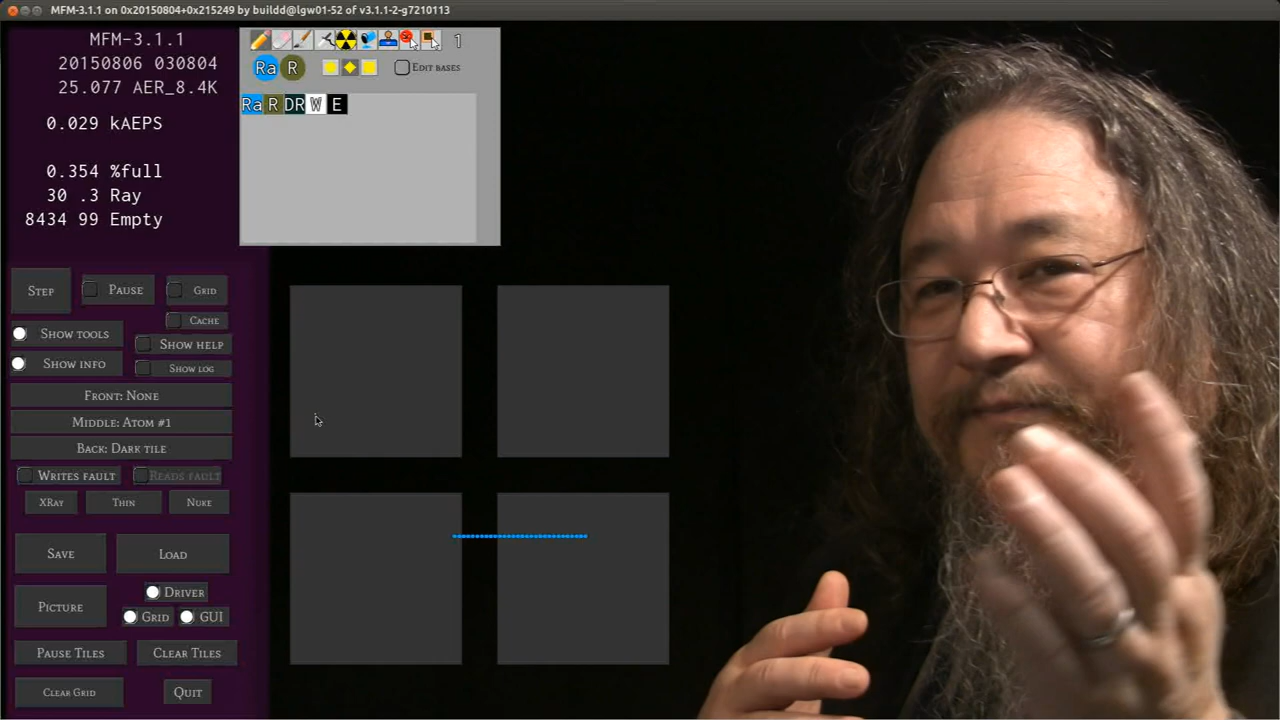 MFM-3.1.1 on 0x20150804+0x215249 by buildd@lgw01-52 of v3.1.1-2-g7210113
MFM-3.1.1
20150806 030804
25.077 AER_8.4K
0.029 kAEPS
0.354 %full
30 .3 Ray
8434 99 Empty
1
Ra R Edit bases
Ra R DR W E
Step Pause Grid
Cache
Show tools Show help
Show info Show log
Front: None
Middle: Atom #1
Back: Dark tile
Writes fault Reads fault
XRay Thin Nuke
Save Load
Driver
Picture Grid GUI
Pause Tiles Clear Tiles
Clear Grid Quit